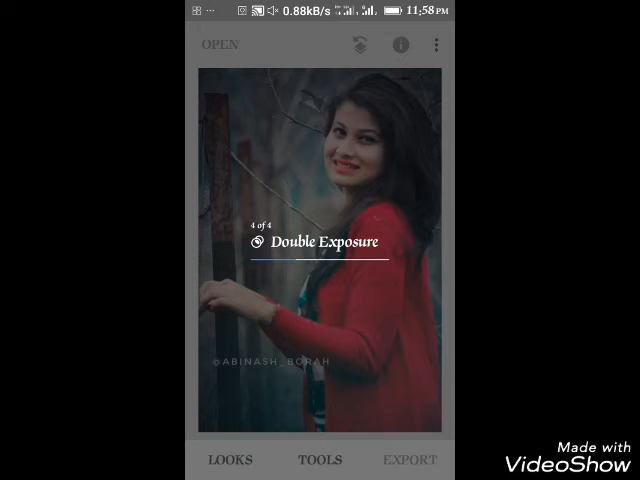 0.88kB/s 11:58 PM
OPEN
4 of 4
Double Exposure
@ABINASH_BORAH
LOOKS TOOLS EXPORT
Made with
VideoShow